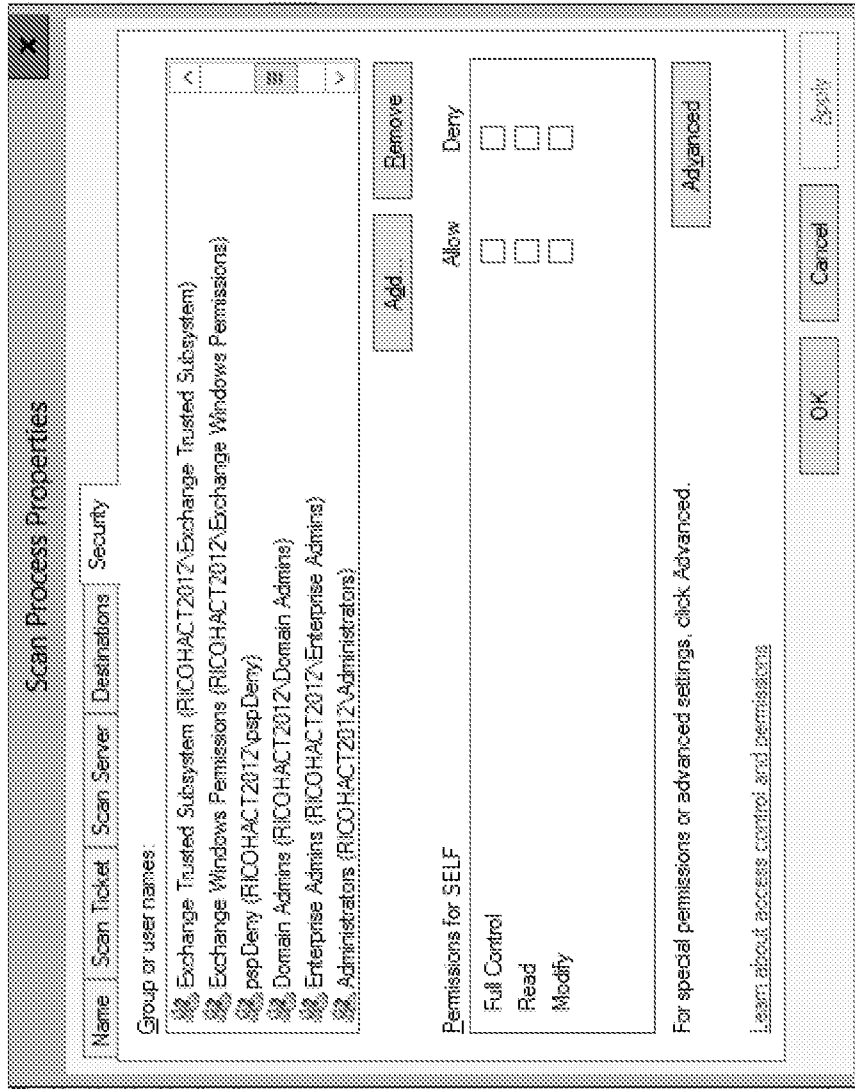 Scan Process Properties
x
Name Scan Ticket Scan Server Destinations Security
Group or user names:
Exchange Trusted Subsystem (RICOHACT2012\Exchange Trusted Subsystem)
Exchange Windows Permissions (RICOHACT2012\Exchange Windows Permissions)
pspDeny (RICOHACT2012\pspDeny)
Domain Admins (RICOHACT2012\Domain Admins)
Enterprise Admins (RICOHACT2012\Enterprise Admins)
Administrators (RICOHACT2012\Administrators)
Add... Remove
Permissions for SELF Allow Deny
Full Control
Read
Modify
For special permissions or advanced settings, click Advanced.
Advanced
Learn about access control and permissions
OK Cancel Apply